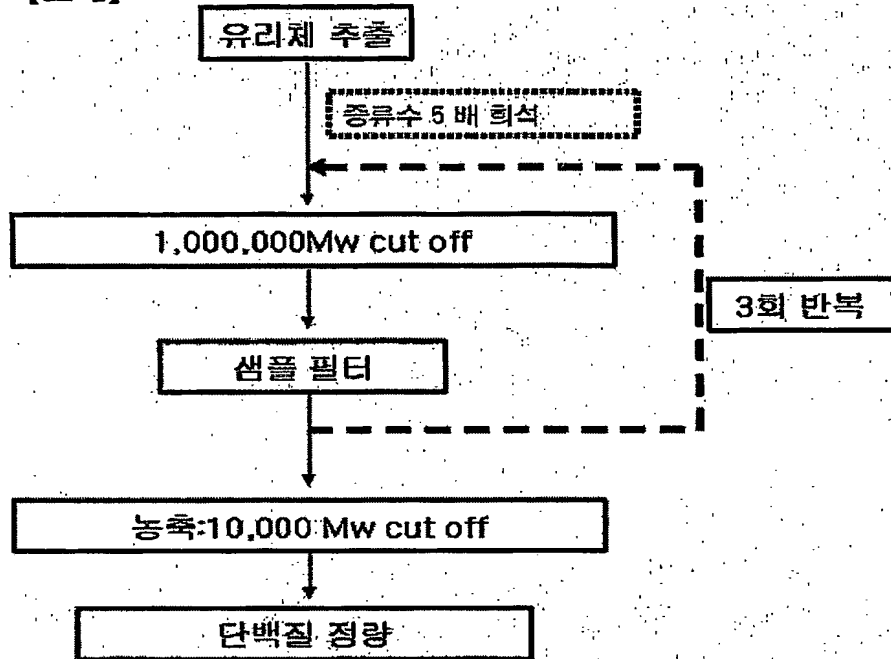 유리체 추출
증류수 5 배 희석
1,000,000Mw cut off
3회 반복
샘플 필터
농축:10,000 Mw cut off
단백질 정량